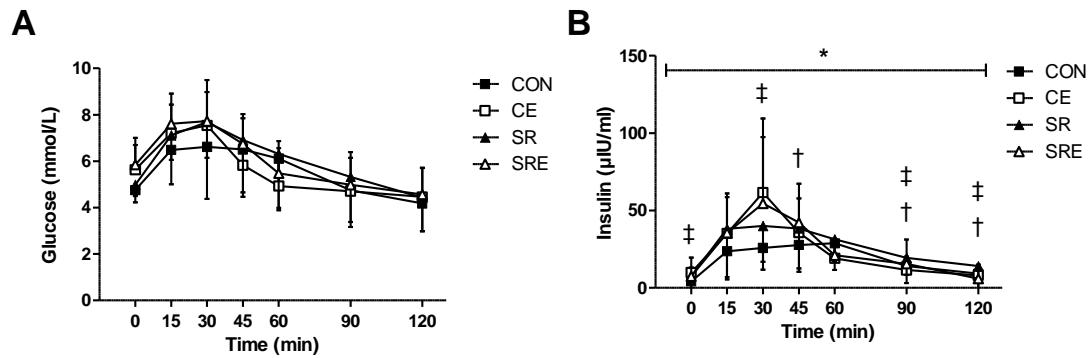 A
Glucose (mmol/L)
10
8
6
4
2
0
0 15 30 45 60 90 120
Time (min)
CON
CE
SR
SRE
B
Insulin (µIU/ml)
150
100
50
0
*
‡ ‡ † ‡ ‡
† †
0 15 30 45 60 90 120
Time (min)
CON
CE
SR
SRE